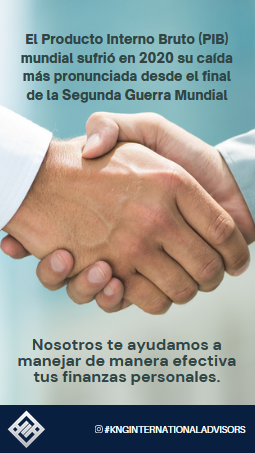 El Producto Interno Bruto (PIB)
mundial sufrió en 2020 su caída
más pronunciada desde el final
de la Segunda Guerra Mundial
Nosotros te ayudamos a
manejar de manera efectiva
tus finanzas personales.
#KNGINTERNATIONALADVISORS